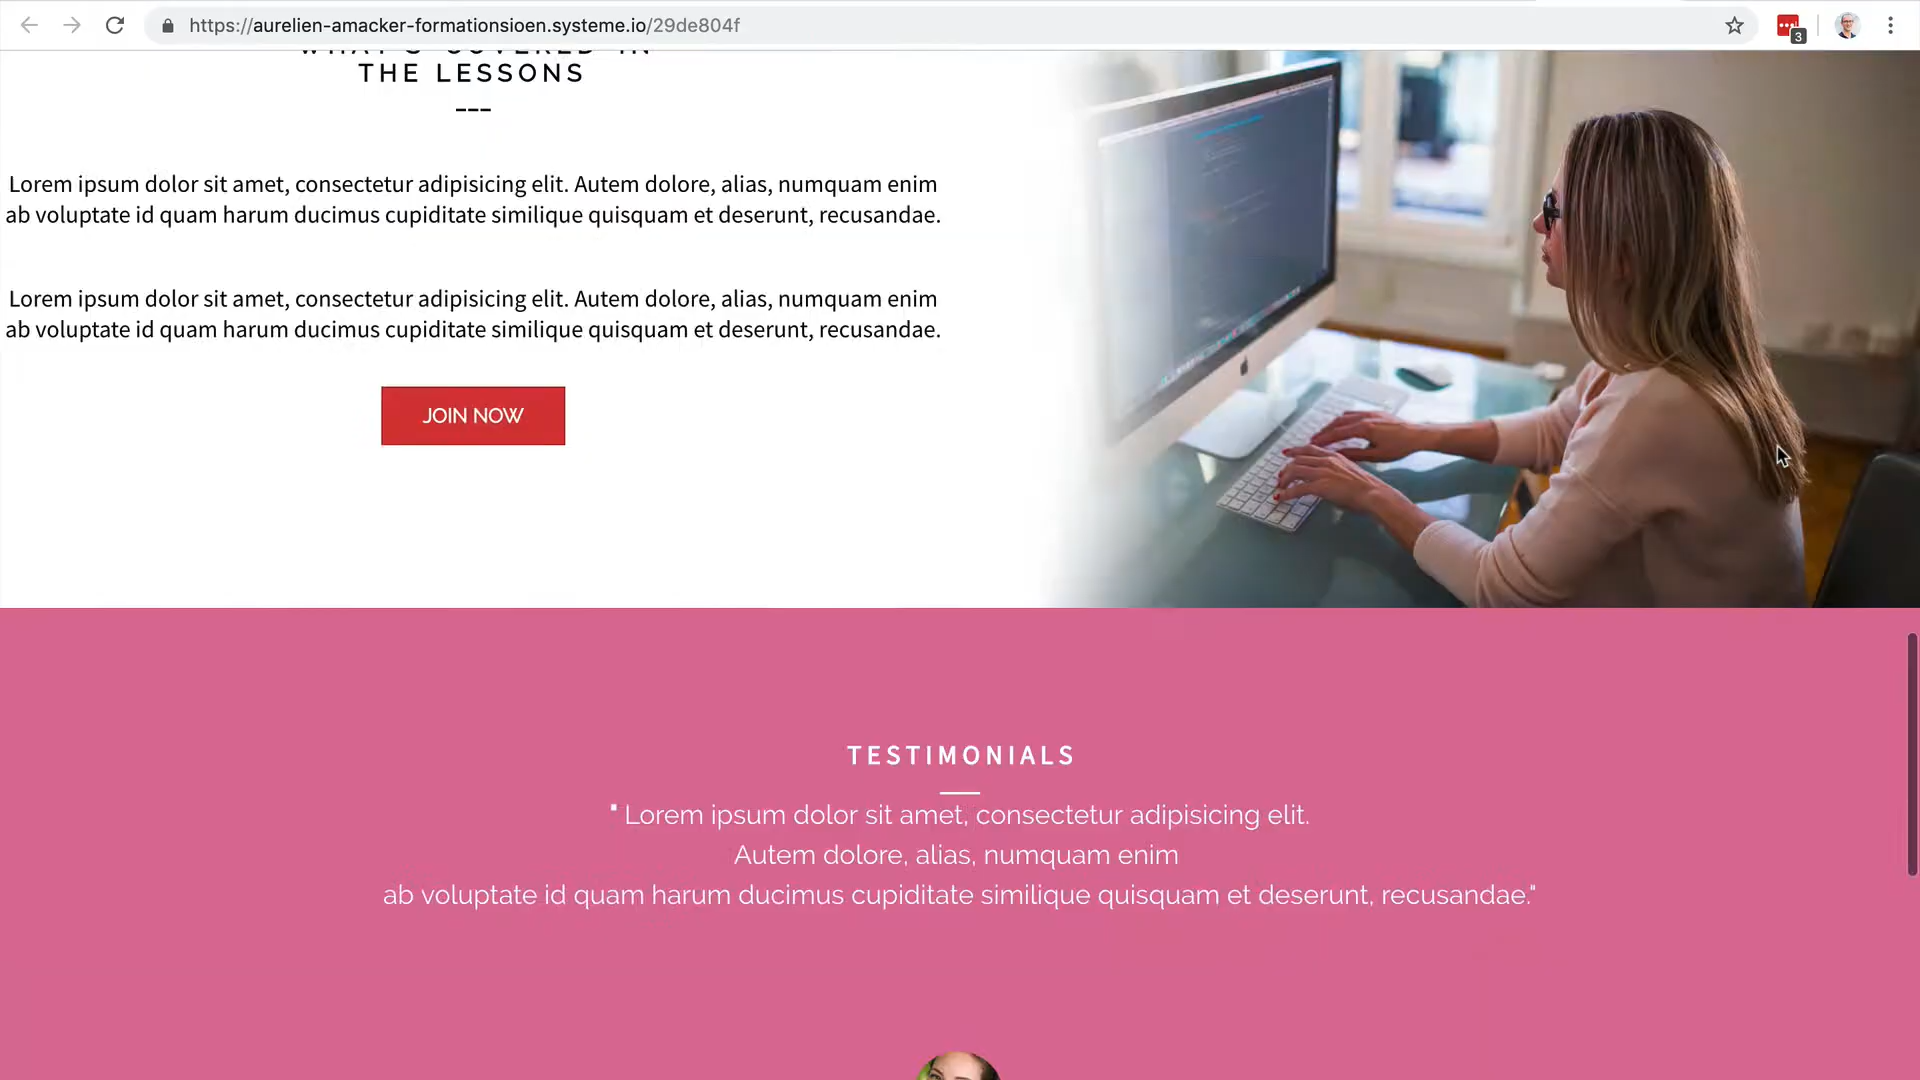 https://aurelien-amacker-formationsioen.systeme.io/29de804f
3
WHAT'S COVERED IN
THE LESSONS
---
Lorem ipsum dolor sit amet, consectetur adipisicing elit. Autem dolore, alias, numquam enim
ab voluptate id quam harum ducimus cupiditate similique quisquam et deserunt, recusandae.
Lorem ipsum dolor sit amet, consectetur adipisicing elit. Autem dolore, alias, numquam enim
ab voluptate id quam harum ducimus cupiditate similique quisquam et deserunt, recusandae.
JOIN NOW
TESTIMONIALS
" Lorem ipsum dolor sit amet, consectetur adipisicing elit.
Autem dolore, alias, numquam enim
ab voluptate id quam harum ducimus cupiditate similique quisquam et deserunt, recusandae."